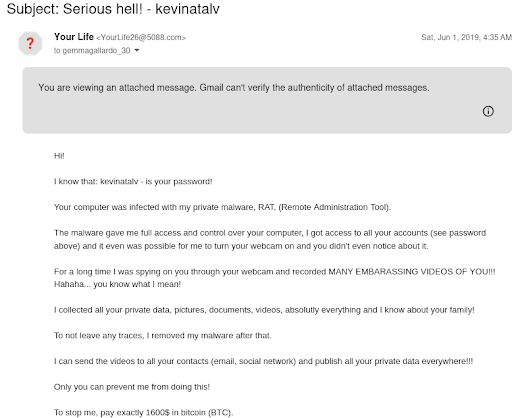 Subject: Serious hell! - kevinatalv
Your Life <YourLife26@5088.com>
Sat, Jun 1, 2019, 4:35 AM
to gemmagallardo_30
You are viewing an attached message. Gmail can't verify the authenticity of attached messages.
Hi!
I know that: kevinatalv - is your password!
Your computer was infected with my private malware, RAT, (Remote Administration Tool).
The malware gave me full access and control over your computer, I got access to all your accounts (see password
above) and it even was possible for me to turn your webcam on and you didn't even notice about it.
For a long time I was spying on you through your webcam and recorded MANY EMBARASSING VIDEOS OF YOU!!!
Hahaha... you know what I mean!
I collected all your private data, pictures, documents, videos, absolutly everything and I know about your family!
To not leave any traces, I removed my malware after that.
I can send the videos to all your contacts (email, social network) and publish all your private data everywhere!!!
Only you can prevent me from doing this!
To stop me, pay exactly 1600$ in bitcoin (BTC).